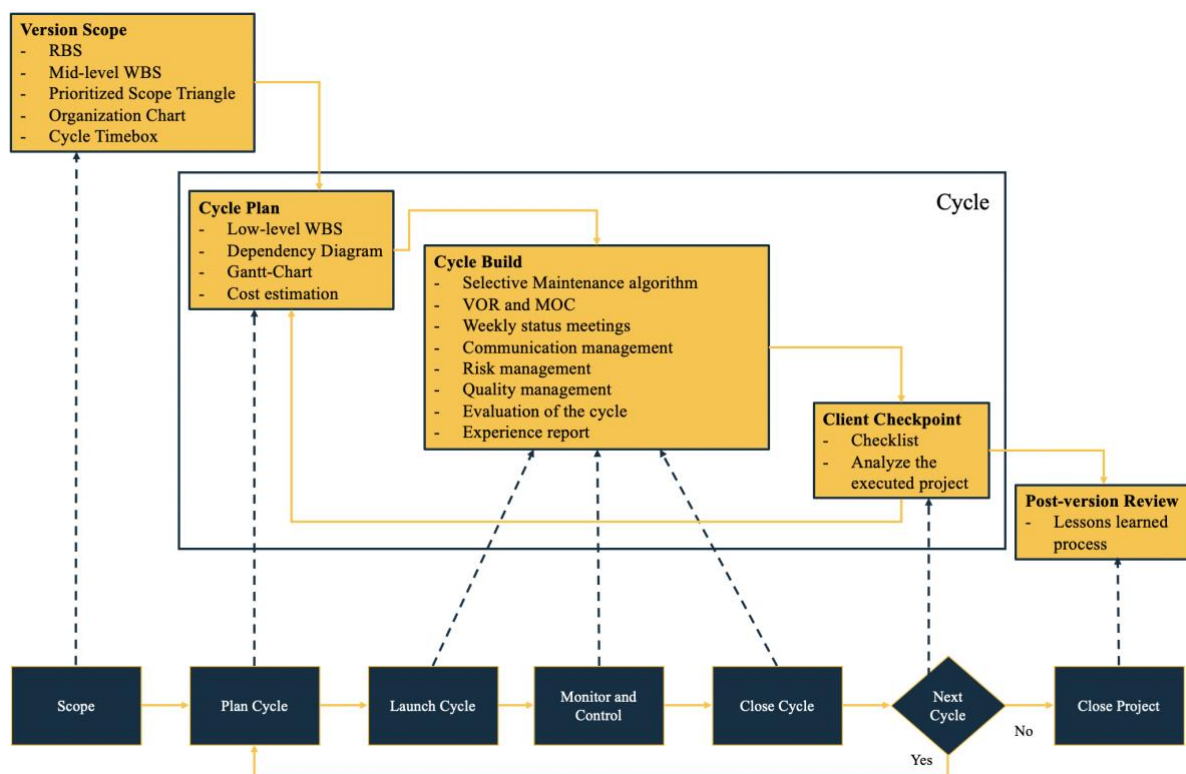 Version Scope
- RBS
- Mid-level WBS
- Prioritized Scope Triangle
- Organization Chart
- Cycle Timebox
Cycle
Cycle Plan
- Low-level WBS
- Dependency Diagram
- Gantt-Chart
- Cost estimation
Cycle Build
- Selective Maintenance algorithm
- VOR and MOC
- Weekly status meetings
- Communication management
- Risk management
- Quality management
- Evaluation of the cycle
- Experience report
Client Checkpoint
- Checklist
- Analyze the
executed project
Post-version Review
- Lessons learned
process
Scope
Plan Cycle
Launch Cycle
Monitor and
Control
Close Cycle
Next
Cycle
No
Yes
Close Project